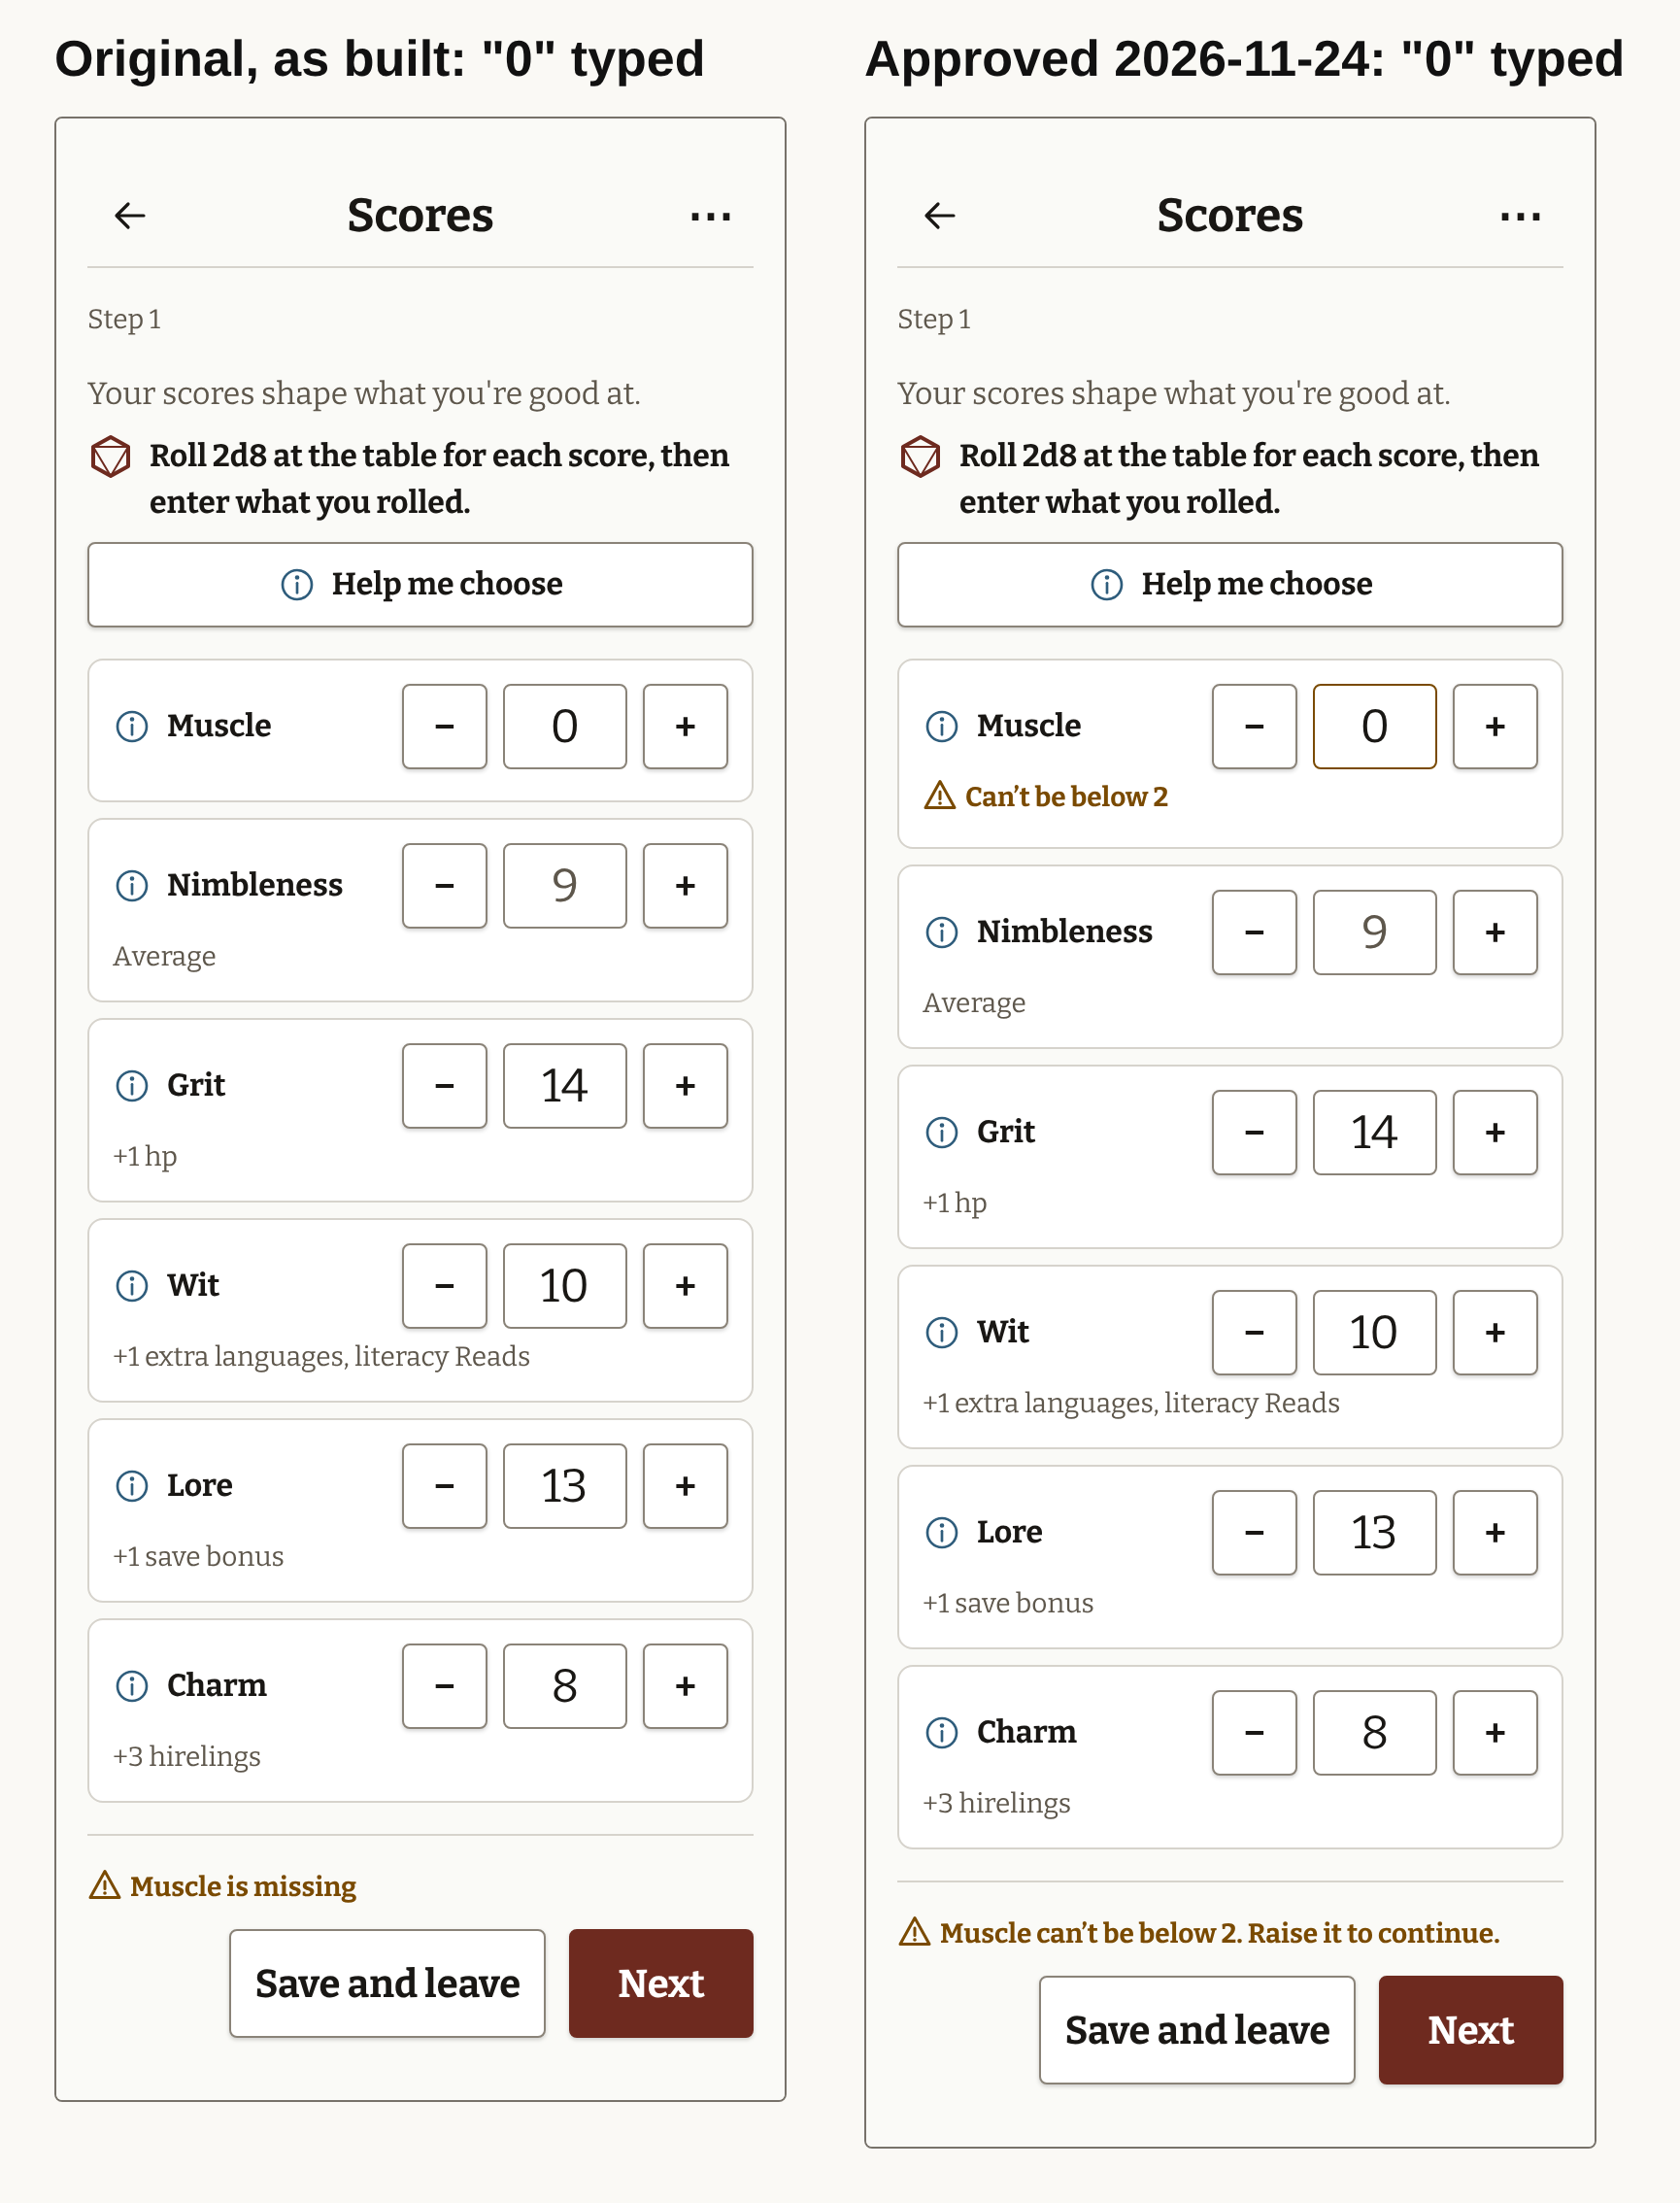 Original, as built: "0" typed
← Scores ...
Step 1
Your scores shape what you're good at.
Roll 2d8 at the table for each score, then
enter what you rolled.
Help me choose
Muscle − 0 +
Nimbleness − 9 +
Average
Grit − 14 +
+1 hp
Wit − 10 +
+1 extra languages, literacy Reads
Lore − 13 +
+1 save bonus
Charm − 8 +
+3 hirelings
Muscle is missing
Save and leave Next
Approved 2026-11-24: "0" typed
← Scores ...
Step 1
Your scores shape what you're good at.
Roll 2d8 at the table for each score, then
enter what you rolled.
Help me choose
Muscle − 0 +
Can’t be below 2
Nimbleness − 9 +
Average
Grit − 14 +
+1 hp
Wit − 10 +
+1 extra languages, literacy Reads
Lore − 13 +
+1 save bonus
Charm − 8 +
+3 hirelings
Muscle can’t be below 2. Raise it to continue.
Save and leave Next